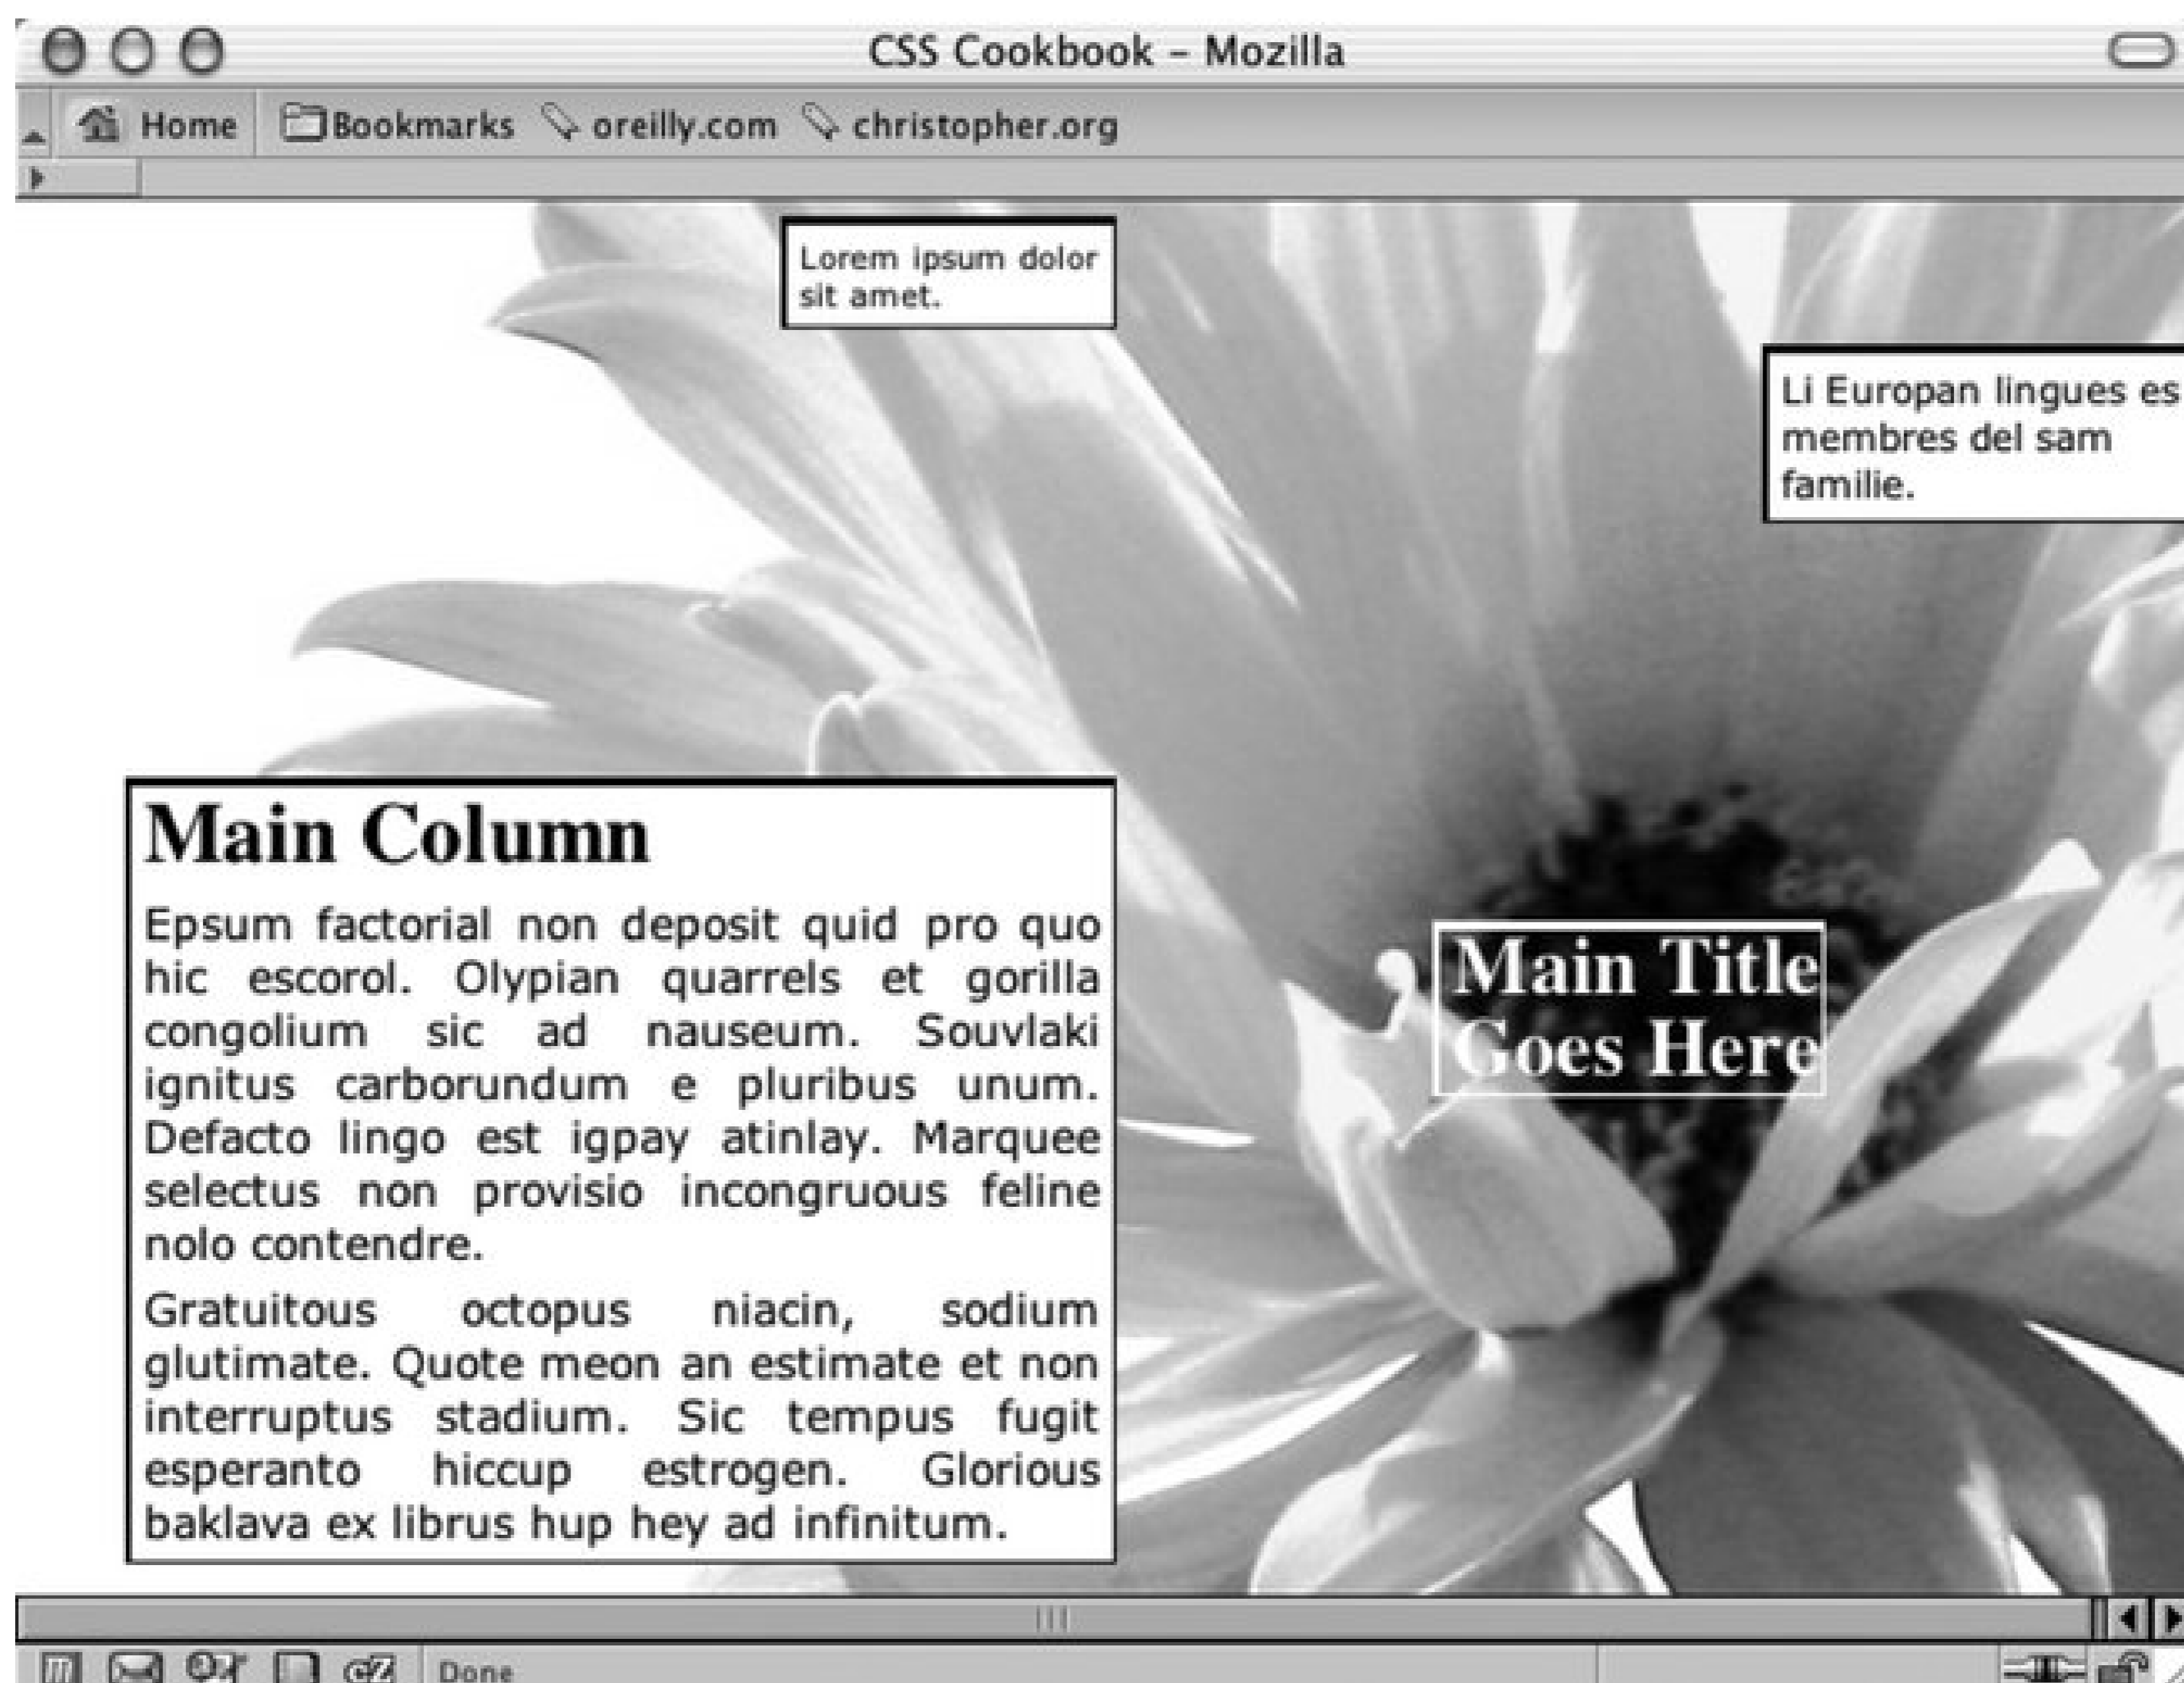 CSS Cookbook – Mozilla
Home Bookmarks oreilly.com christopher.org
Lorem ipsum dolor
sit amet.
Li Europan lingues es
membres del sam
familie.
Main Column
Epsum factorial non deposit quid pro quo
hic escorol. Olypian quarrels et gorilla
congolium sic ad nauseum. Souvlaki
ignitus carborundum e pluribus unum.
Defacto lingo est igpay atinlay. Marquee
selectus non provisio incongruous feline
nolo contendre.
Gratuitous octopus niacin, sodium
glutimate. Quote meon an estimate et non
interruptus stadium. Sic tempus fugit
esperanto hiccup estrogen. Glorious
baklava ex librus hup hey ad infinitum.
Main Title
Goes Here
cZ Done